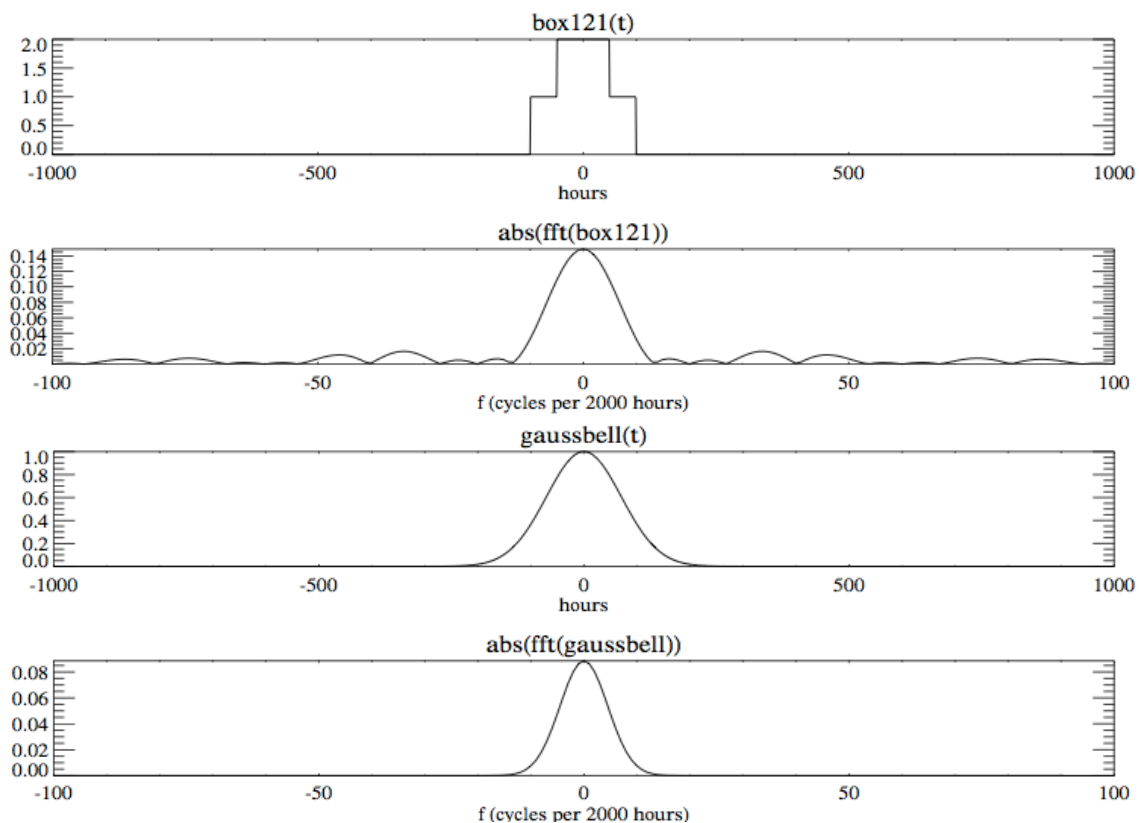 box121(t)
2.0
1.5
1.0
0.5
0.0
-1000 -500 0 500 1000
hours
abs(fft(box121))
0.14
0.12
0.10
0.08
0.06
0.04
0.02
-100 -50 0 50 100
f (cycles per 2000 hours)
gaussbell(t)
1.0
0.8
0.6
0.4
0.2
0.0
-1000 -500 0 500 1000
hours
abs(fft(gaussbell))
0.08
0.06
0.04
0.02
0.00
-100 -50 0 50 100
f (cycles per 2000 hours)